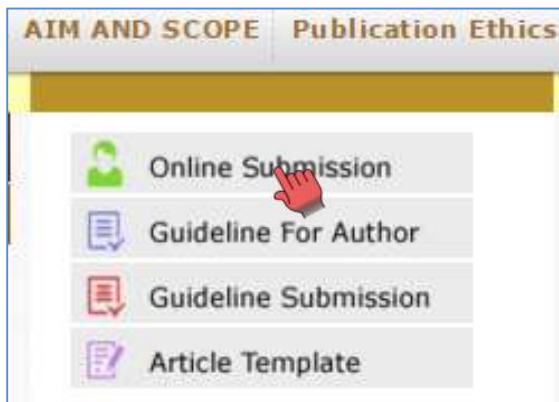 AIM AND SCOPE Publication Ethics
Online Submission
Guideline For Author
Guideline Submission
Article Template